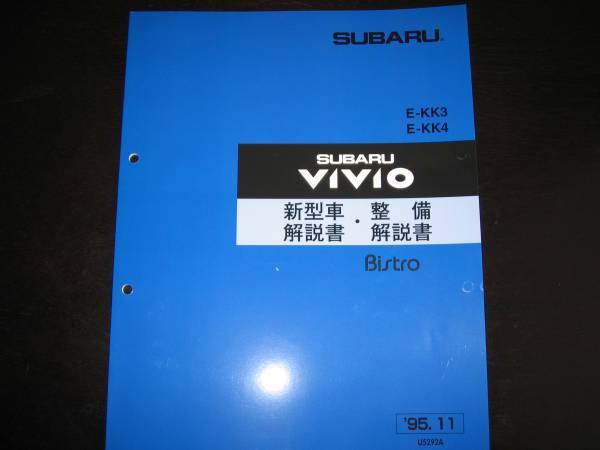 SUBARU
E-KK3
E-KK4
SUBARU
VIVIO
新型車・整備
解説書 解説書
Bistro
'95.11
U5292A